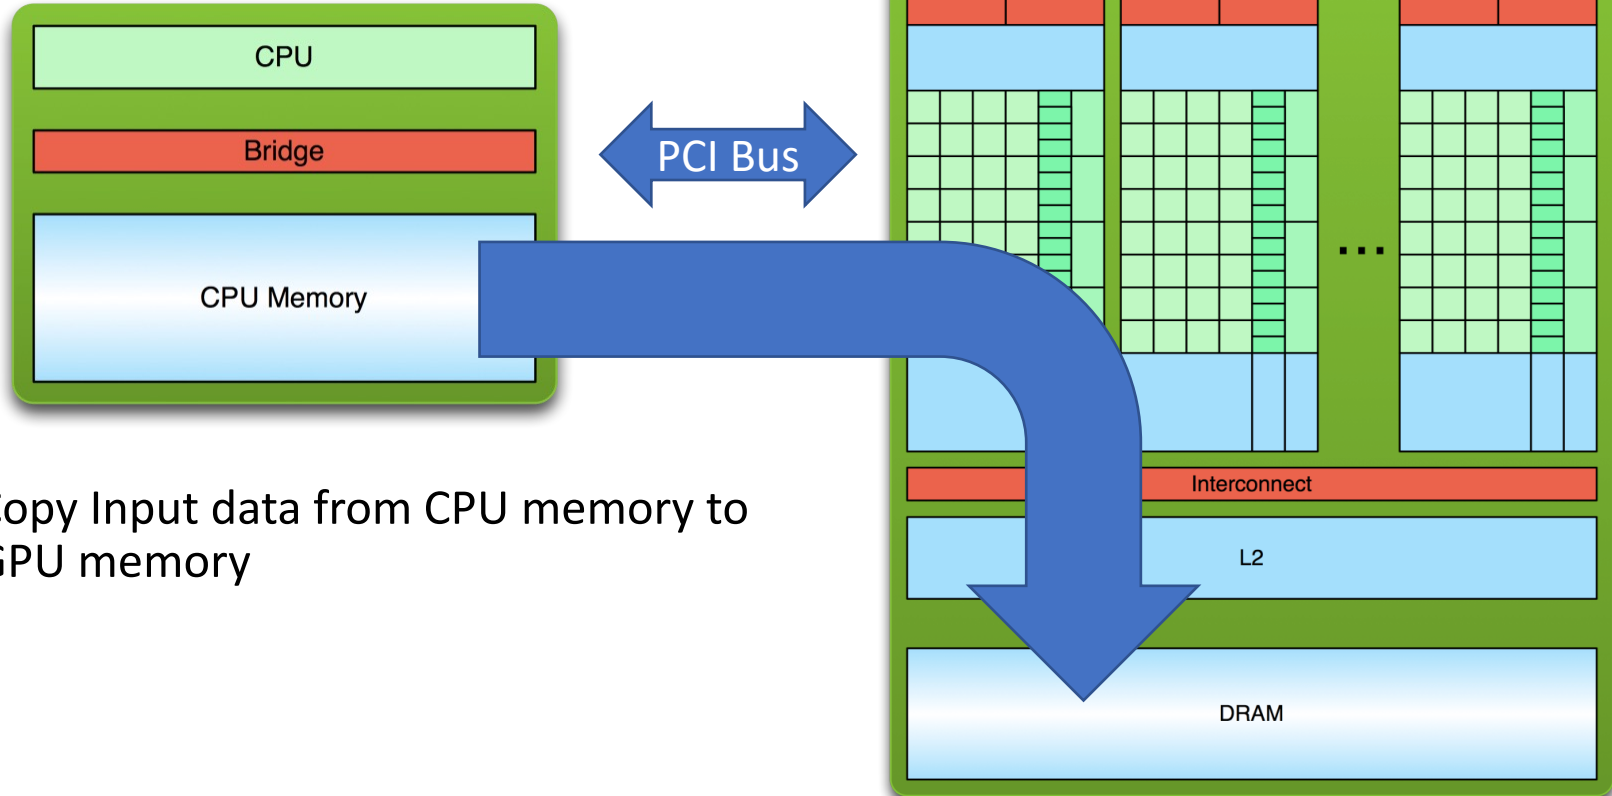 CPU
Bridge
CPU Memory
PCI Bus
...
Interconnect
L2
DRAM
opy Input data from CPU memory to
PU memory